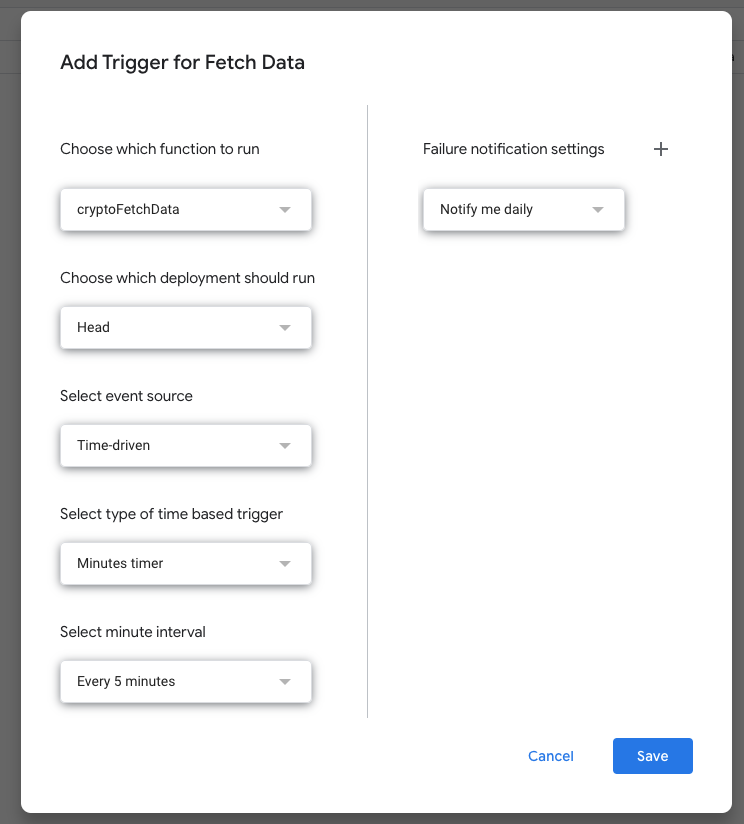 Add Trigger for Fetch Data
Choose which function to run
cryptoFetchData
Choose which deployment should run
Head
Select event source
Time-driven
Select type of time based trigger
Minutes timer
Select minute interval
Every 5 minutes
Failure notification settings
Notify me daily
Cancel
Save